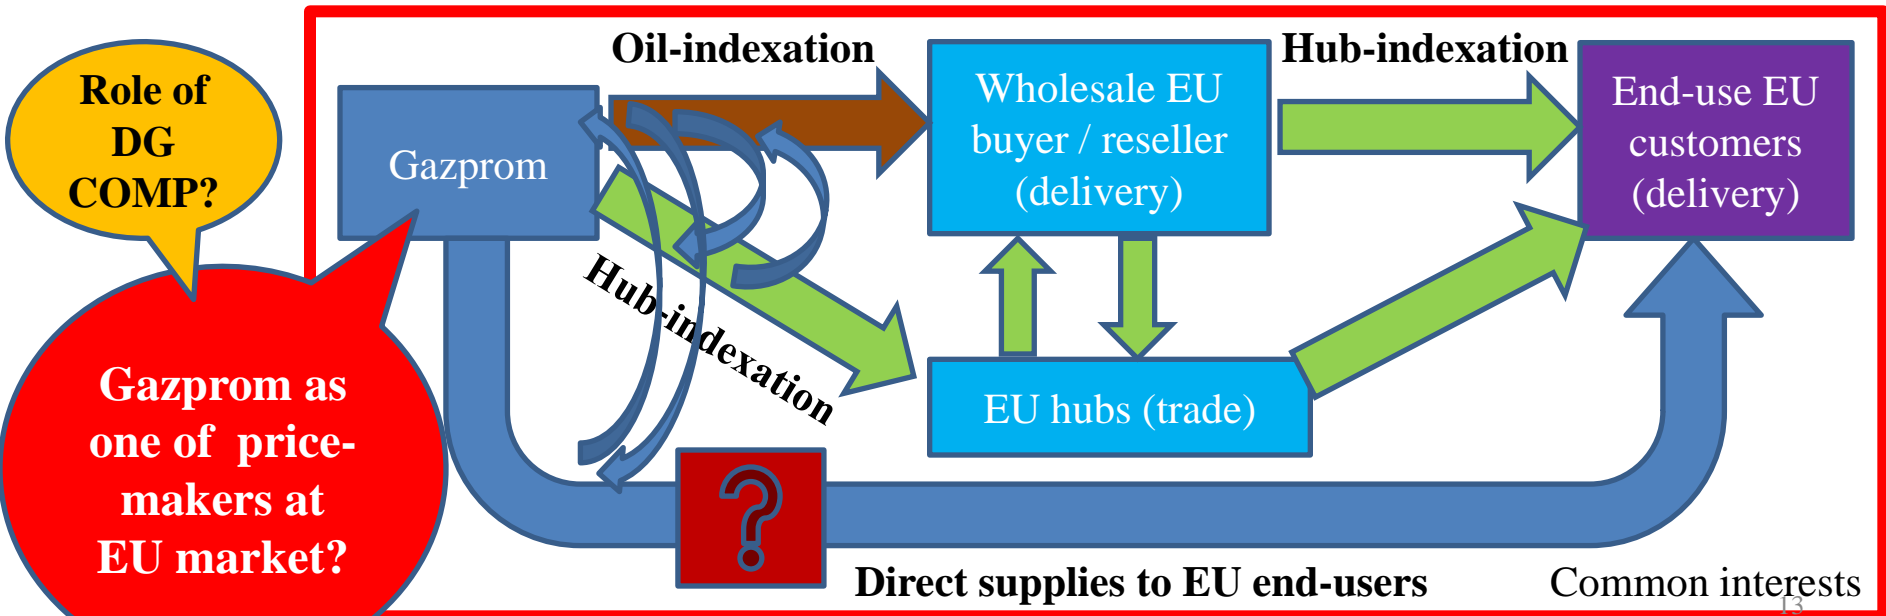 Role of
DG
COMP?
Gazprom as
one of price-
makers at
EU market?
Gazprom
Oil-indexation
Wholesale EU
buyer / reseller
(delivery)
Hub-indexation
End-use EU
customers
(delivery)
Hub-indexation
EU hubs (trade)
?
Direct supplies to EU end-users
Common interests
13